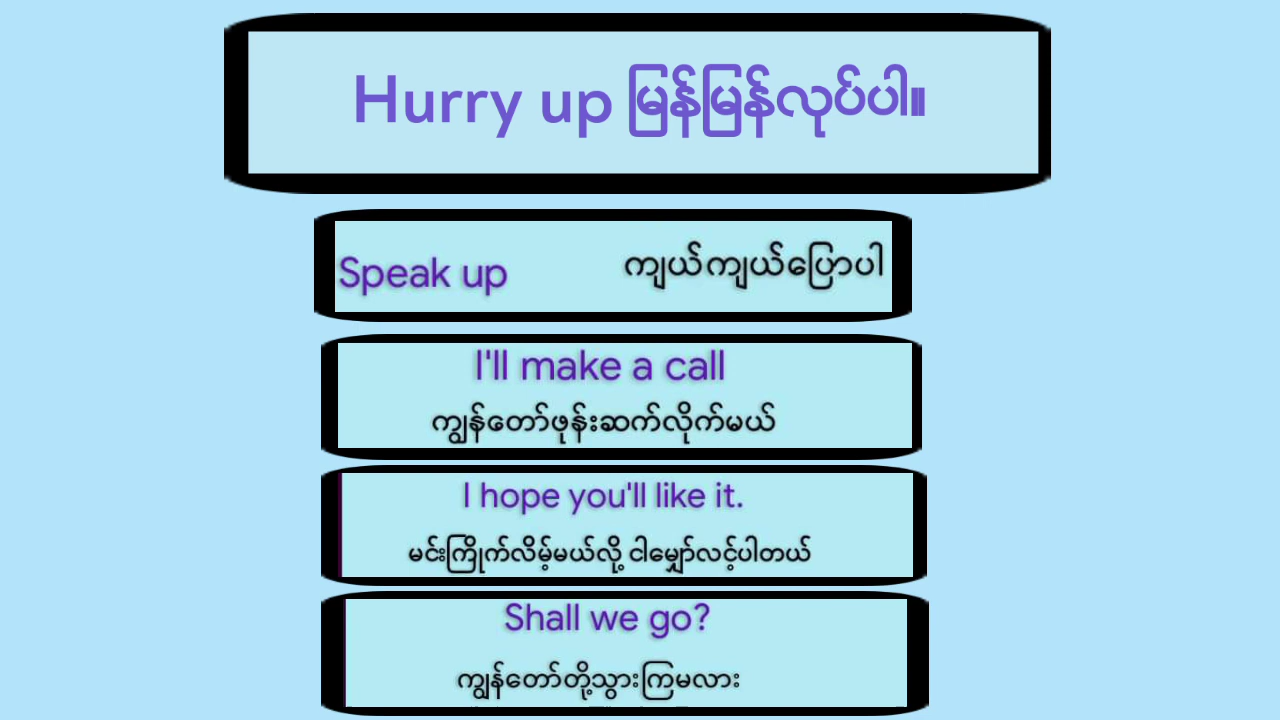 Hurry up မြန်မြန်လုပ်ပါ။
Speak up ကျယ်ကျယ်ပြောပါ
I'll make a call
ကျွန်တော်ဖုန်းဆက်လိုက်မယ်
I hope you'll like it.
မင်းကြိုက်လိမ့်မယ်လို့ ငါမျှော်လင့်ပါတယ်
Shall we go?
ကျွန်တော်တို့သွားကြမလား